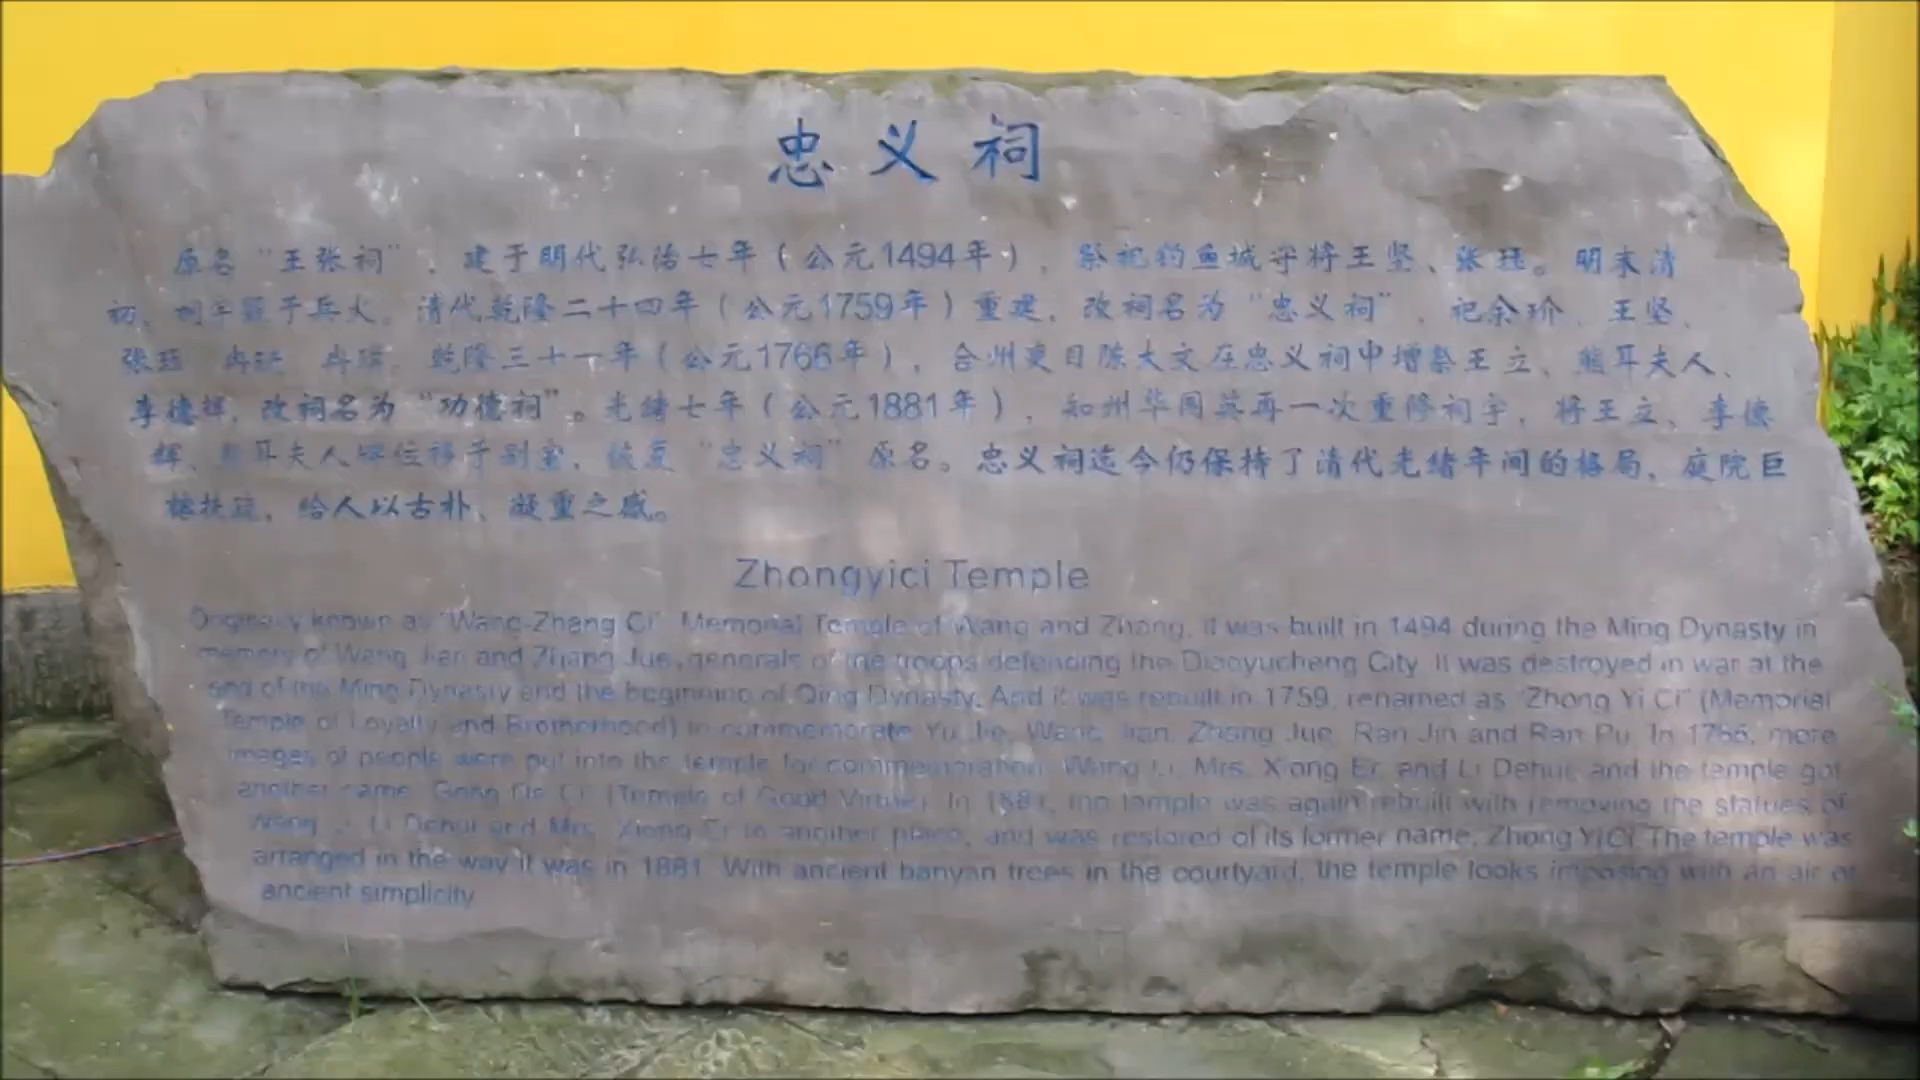 忠义祠
原名“王张祠”，建于明代弘治七年（公元1494年），祭祀钓鱼城守将王坚、张珏。明末清
初，祠宇毁于兵火。清代乾隆二十四年（公元1759年）重建，改祠名为“忠义祠”，祀余玠、王坚、
张珏、冉琎、冉璞。乾隆三十一年（公元1766年），合州吏目陈大文在忠义祠中增祭王立、熊耳夫人、
李德辉，改祠名为“功德祠”。光绪七年（公元1881年），知州华国英再一次重修祠宇，将王立、李德
辉、熊耳夫人牌位移于别室，恢复“忠义祠”原名。忠义祠迄今仍保持了清代光绪年间的格局，庭院巨
榕扶疏，给人以古朴、凝重之感。
Zhongyici Temple
Originally known as "Wang-Zhang Ci", Memorial Temple of Wang and Zhang, it was built in 1494 during the Ming Dynasty in
memory of Wang Jian and Zhang Jue, generals of the troops defending the Diaoyucheng City. It was destroyed in war at the
end of the Ming Dynasty and the beginning of Qing Dynasty. And it was rebuilt in 1759, renamed as "Zhong Yi Ci" (Memorial
Temple of Loyalty and Brotherhood) in commemorate Yu Jie, Wang Jian, Zhang Jue, Ran Jin and Ran Pu. In 1766, more
images of people were put into the temple for commemoration: Wang Li, Mrs. Xiong Er, and Li Dehui, and the temple got
another name, Gong De Ci (Temple of Good Virtue). In 1881, the temple was again rebuilt with removing the statues of
Wang Li, Li Dehui and Mrs. Xiong Er to another place, and was restored of its former name, Zhong Yi Ci. The temple was
arranged in the way it was in 1881. With ancient banyan trees in the courtyard, the temple looks imposing with an air of
ancient simplicity